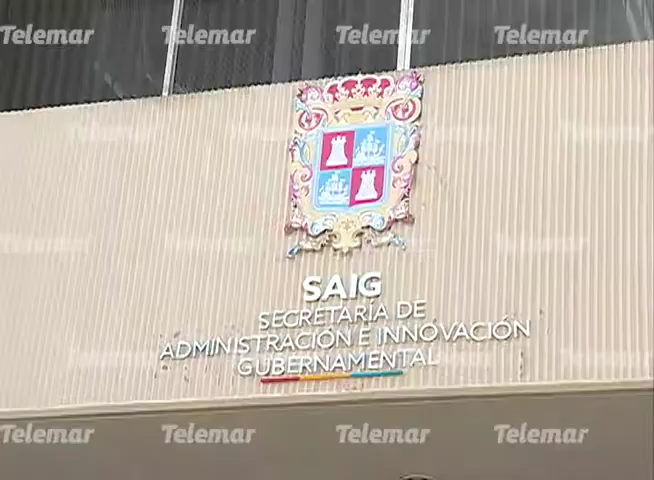 Telemar Telemar Telemar Telemar
SAIG
SECRETARÍA DE
ADMINISTRACIÓN E INNOVACIÓN
GUBERNAMENTAL
Telemar Telemar Telemar Telemar